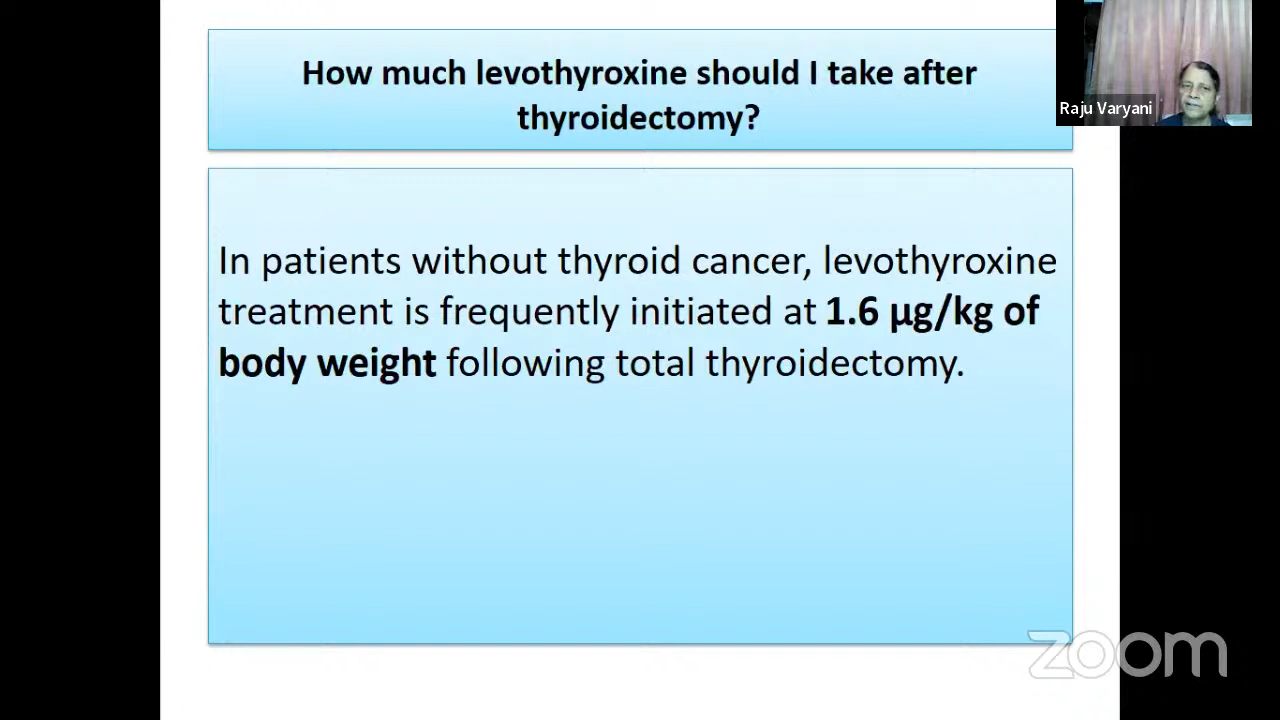 How much levothyroxine should I take after
thyroidectomy?
Raju Varyani
In patients without thyroid cancer, levothyroxine
treatment is frequently initiated at 1.6 µg/kg of
body weight following total thyroidectomy.
zoom